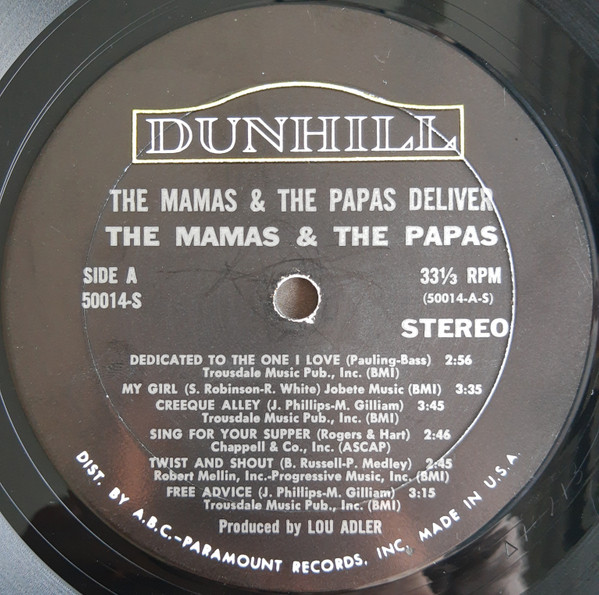 DUNHILL
THE MAMAS & THE PAPAS DELIVER
THE MAMAS & THE PAPAS
SIDE A
50014-S
33⅓ RPM
(50014-A-S)
STEREO
DEDICATED TO THE ONE I LOVE (Pauling-Bass) 2:56
Trousdale Music Pub., Inc. (BMI)
MY GIRL (S. Robinson-R. White) Jobete Music (BMI) 3:35
CREEQUE ALLEY (J. Phillips-M. Gilliam) 3:45
Trousdale Music Pub., Inc. (BMI)
SING FOR YOUR SUPPER (Rogers & Hart) 2:46
Chappell & Co., Inc. (ASCAP)
TWIST AND SHOUT (B. Russell-P. Medley) 2:45
Robert Mellin, Inc.-Progressive Music, Inc. (BMI)
FREE ADVICE (J. Phillips-M. Gilliam) 3:15
Trousdale Music Pub., Inc. (BMI)
Produced by LOU ADLER
DIST. BY A.B.C.-PARAMOUNT RECORDS, INC. MADE IN U.S.A.